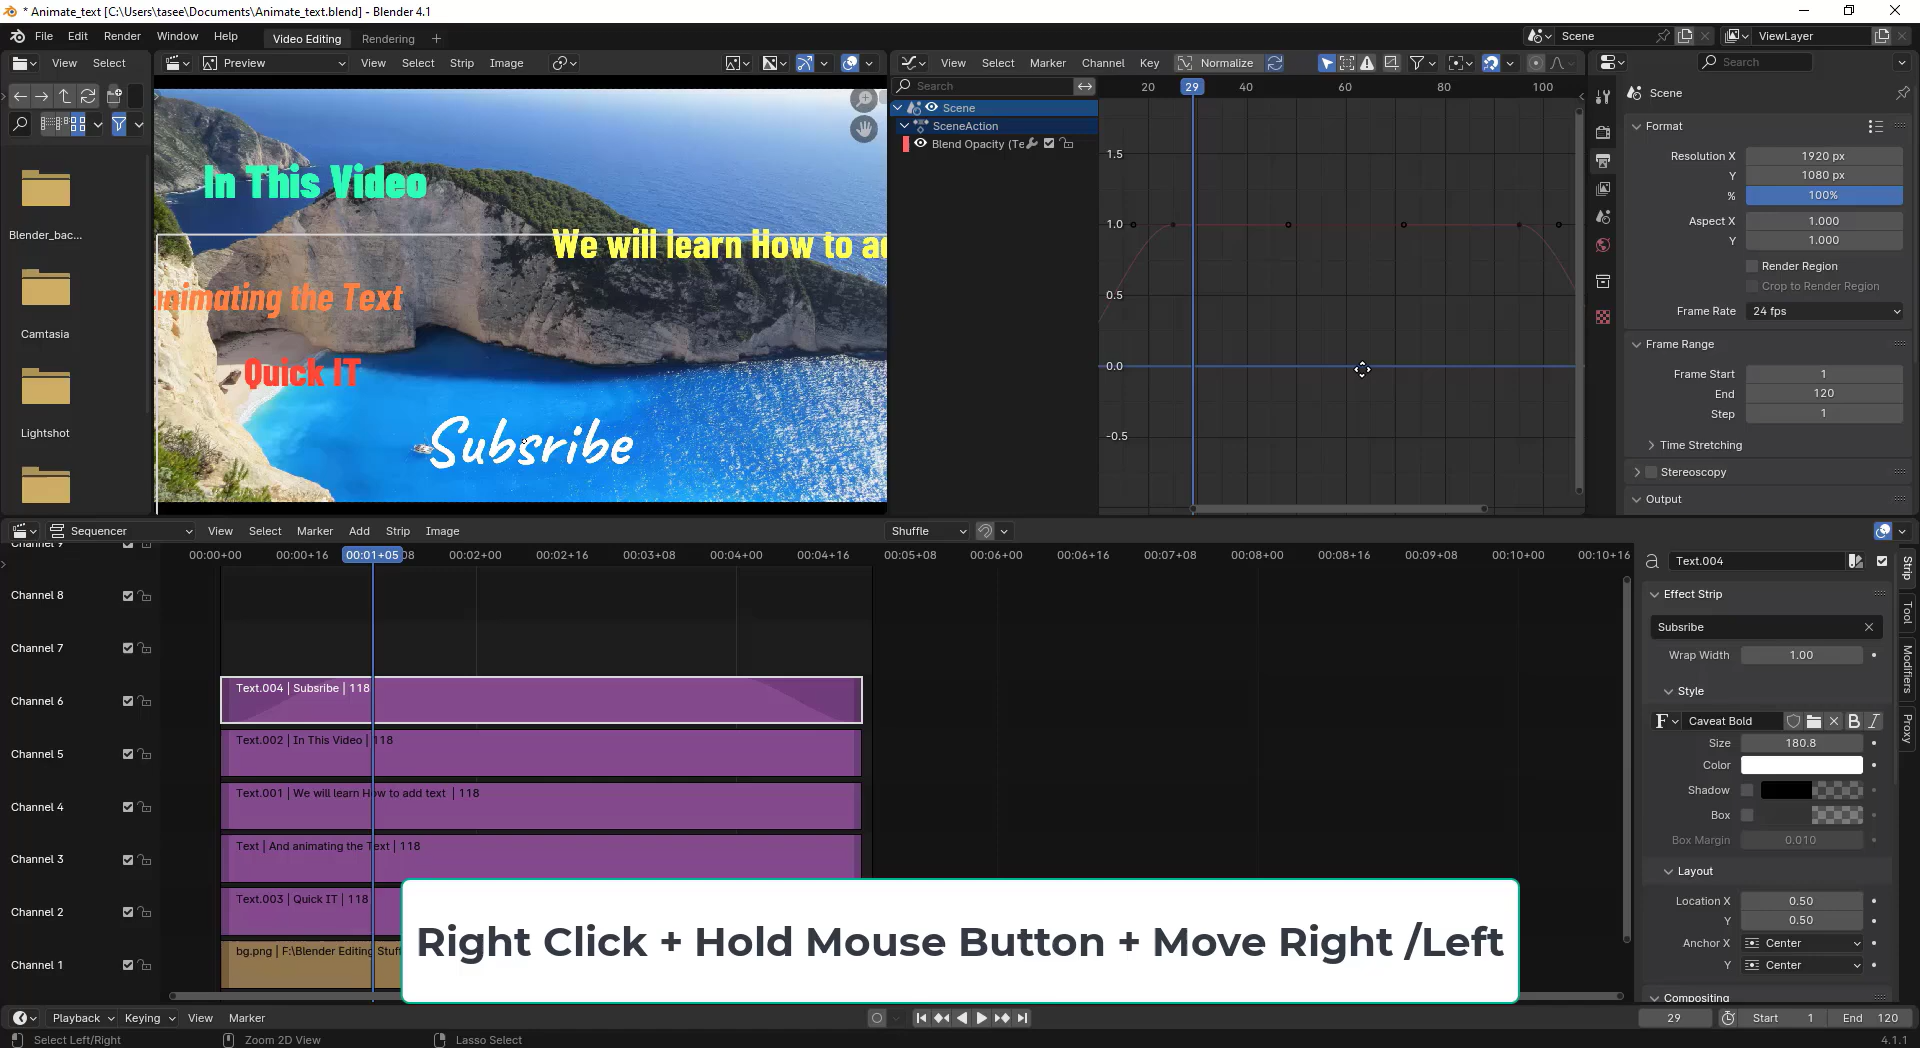 * Animate_text [C:\Users\tasee\Documents\Animate_text.blend] - Blender 4.1
File Edit Render Window Help Video Editing Rendering + Scene ViewLayer
View Select Preview View Select Strip Image View Select Marker Channel Key Normalize Search
Search 20 29 40 60 80 100 Scene
Scene
SceneAction Format
Blend Opacity (Te
1.5 Resolution X 1920 px
Y 1080 px
In This Video % 100%
1.0 Aspect X 1.000
Blender_bac... Y 1.000
We will learn How to ad
Render Region
Crop to Render Region
nimating the Text 0.5
Frame Rate 24 fps
Camtasia Frame Range
Quick IT 0.0 Frame Start 1
End 120
Step 1
Lightshot -0.5
Subsribe Time Stretching
Stereoscopy
Output
Sequencer View Select Marker Add Strip Image Shuffle
Channel 9 00:00+00 00:00+16 00:01+05 08 00:02+00 00:02+16 00:03+08 00:04+00 00:04+16 00:05+08 00:06+00 00:06+16 00:07+08 00:08+00 00:08+16 00:09+08 00:10+00 00:10+16
Text.004
Strip
Tool
Modifiers
Proxy
Channel 8 Effect Strip
Subsribe
Channel 7 Wrap Width 1.00
Channel 6 Text.004 | Subsribe | 118 Style
F Caveat Bold B I
Channel 5 Text.002 | In This Video | 118 Size 180.8
Color
Shadow
Channel 4 Text.001 | We will learn How to add text | 118 Box
Box Margin 0.010
Channel 3 Text | And animating the Text | 118 Layout
Channel 2 Text.003 | Quick IT | 118 Location X 0.50
Y 0.50
Right Click + Hold Mouse Button + Move Right /Left
Anchor X Center
Channel 1 bg.png | F:\Blender Editing Stuf Y Center
Compositing
Playback Keying View Marker 29 Start 1 End 120
Select Left/Right Zoom 2D View Lasso Select 4.1.1